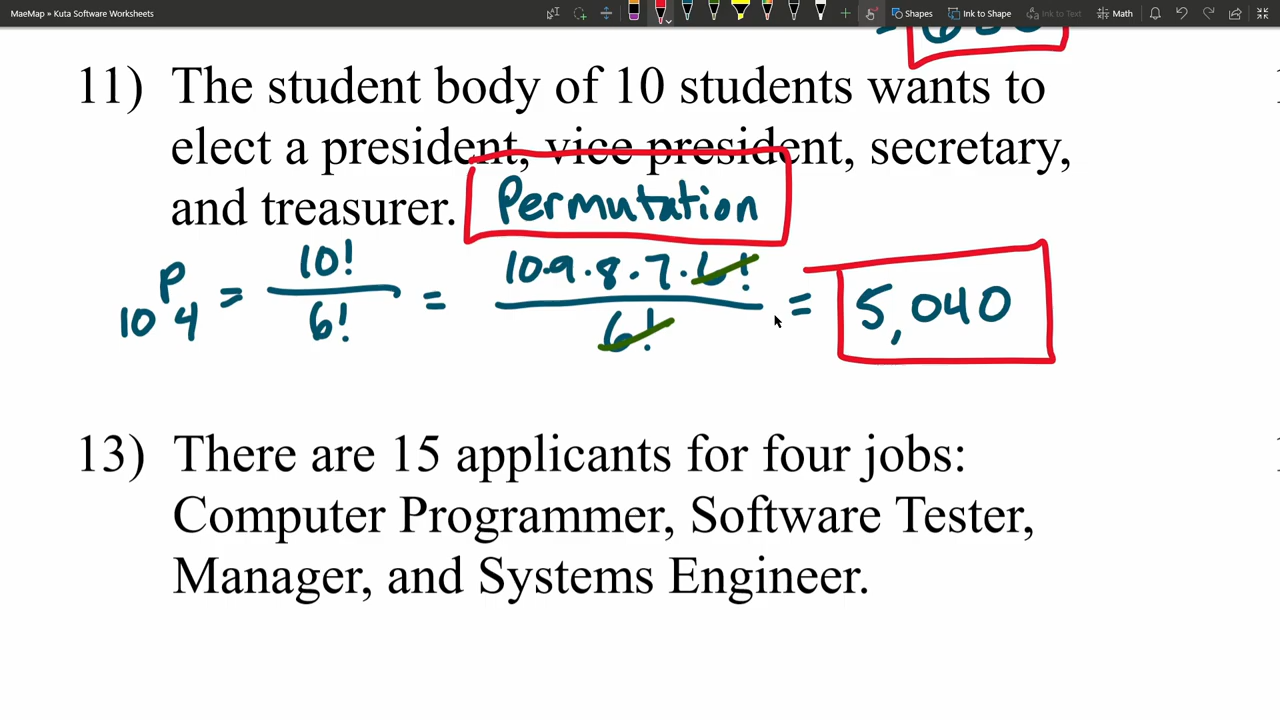 MaeMap » Kuta Software Worksheets
Shapes Ink to Shape Ink to Text Math
11) The student body of 10 students wants to
elect a president, vice president, secretary,
and treasurer. Permutation
10P4 = 10!/6! = 10·9·8·7·6!/6! = 5,040
13) There are 15 applicants for four jobs:
Computer Programmer, Software Tester,
Manager, and Systems Engineer.